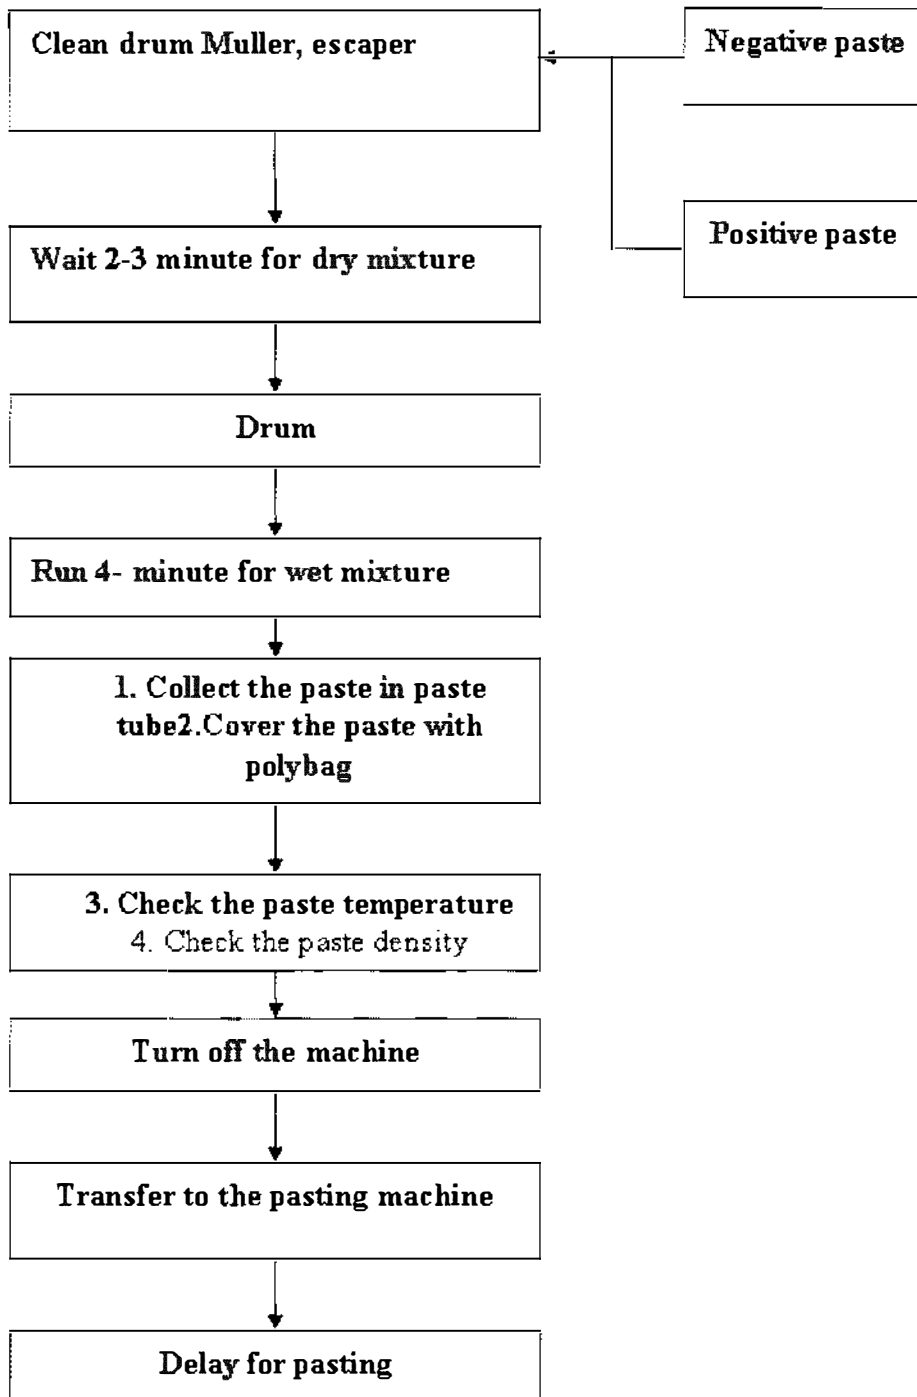 Clean drum Muller, escaper
Negative paste
Positive paste
Wait 2-3 minute for dry mixture
Drum
Run 4- minute for wet mixture
1. Collect the paste in paste
tube2.Cover the paste with
polybag
3. Check the paste temperature
4. Check the paste density
Turn off the machine
Transfer to the pasting machine
Delay for pasting